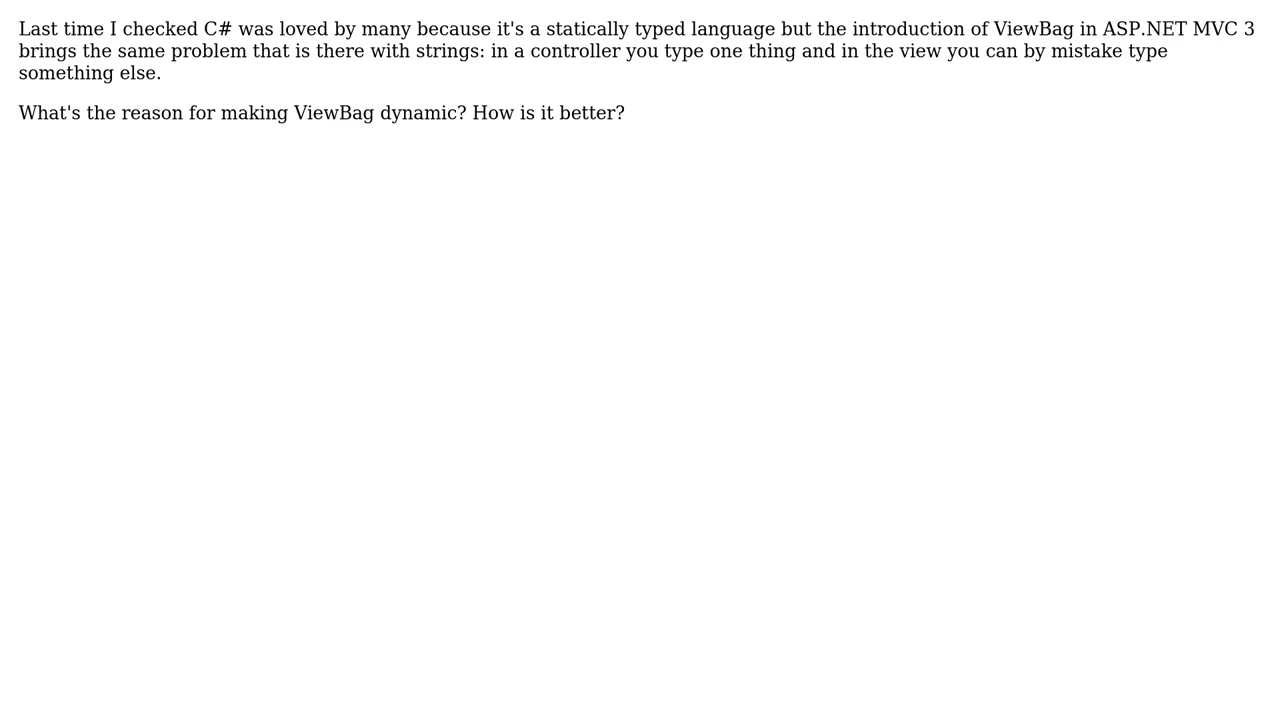 Last time I checked C# was loved by many because it's a statically typed language but the introduction of ViewBag in ASP.NET MVC 3
brings the same problem that is there with strings: in a controller you type one thing and in the view you can by mistake type
something else.
What's the reason for making ViewBag dynamic? How is it better?